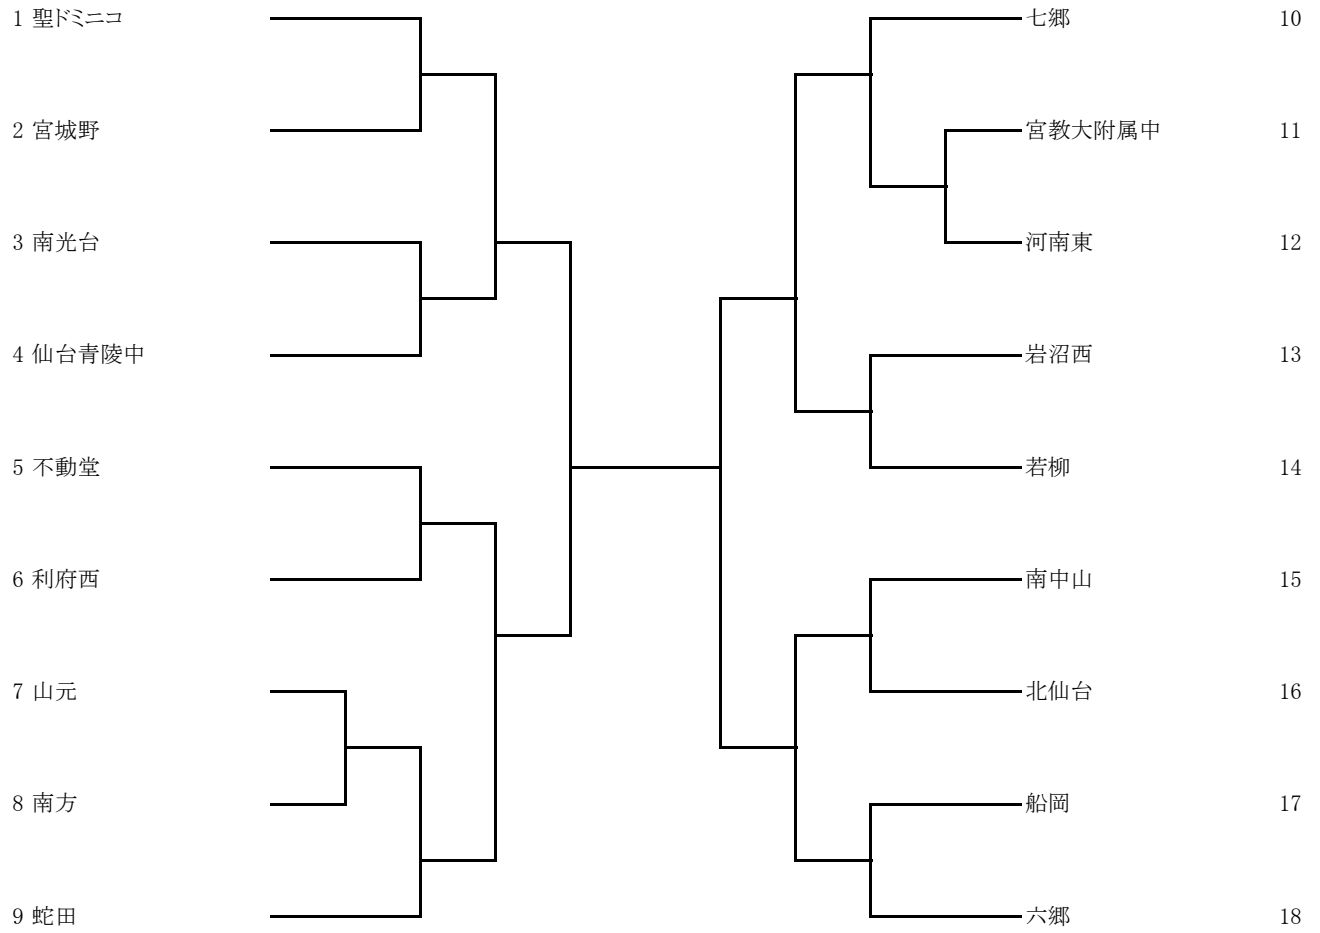 1 聖ドミニコ
2 宮城野
3 南光台
4 仙台青陵中
5 不動堂
6 利府西
7 山元
8 南方
9 蛇田
七郷 10
宮教大附属中 11
河南東 12
岩沼西 13
若柳 14
南中山 15
北仙台 16
船岡 17
六郷 18